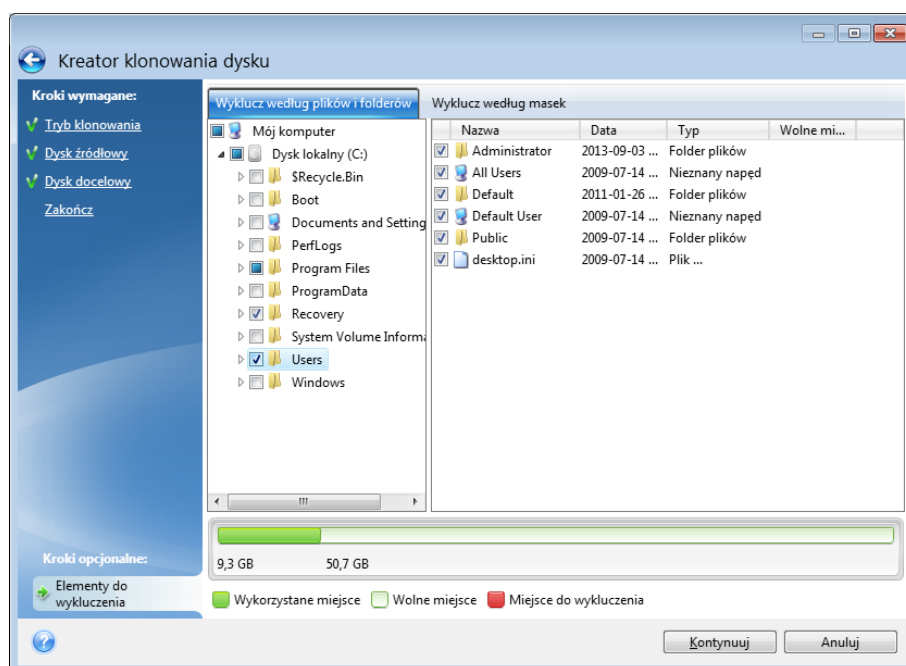 Kreator klonowania dysku
Kroki wymagane:
Tryb klonowania
Dysk źródłowy
Dysk docelowy
Zakończ
Kroki opcjonalne:
Elementy do
wykluczenia
Wyklucz według plików i folderów
Wyklucz według masek
Mój komputer
Dysk lokalny (C:)
$Recycle.Bin
Boot
Documents and Setting
PerfLogs
Program Files
ProgramData
Recovery
System Volume Informa
Users
Windows
Nazwa Data Typ Wolne mi...
Administrator 2013-09-03 ... Folder plików
All Users 2009-07-14 ... Nieznany napęd
Default 2011-01-26 ... Folder plików
Default User 2009-07-14 ... Nieznany napęd
Public 2009-07-14 ... Folder plików
desktop.ini 2009-07-14 ... Plik ...
9,3 GB 50,7 GB
Wykorzystane miejsce Wolne miejsce Miejsce do wykluczenia
Kontynuuj Anuluj